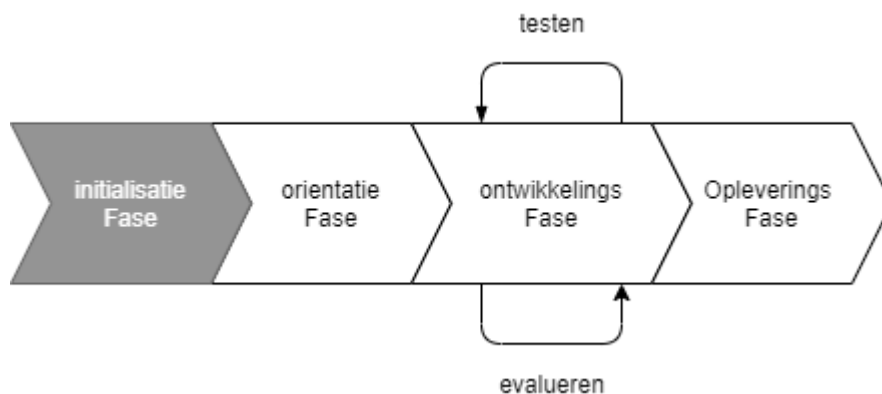 testen
initialisatie
Fase
orientatie
Fase
ontwikkelings
Fase
Opleverings
Fase
evalueren